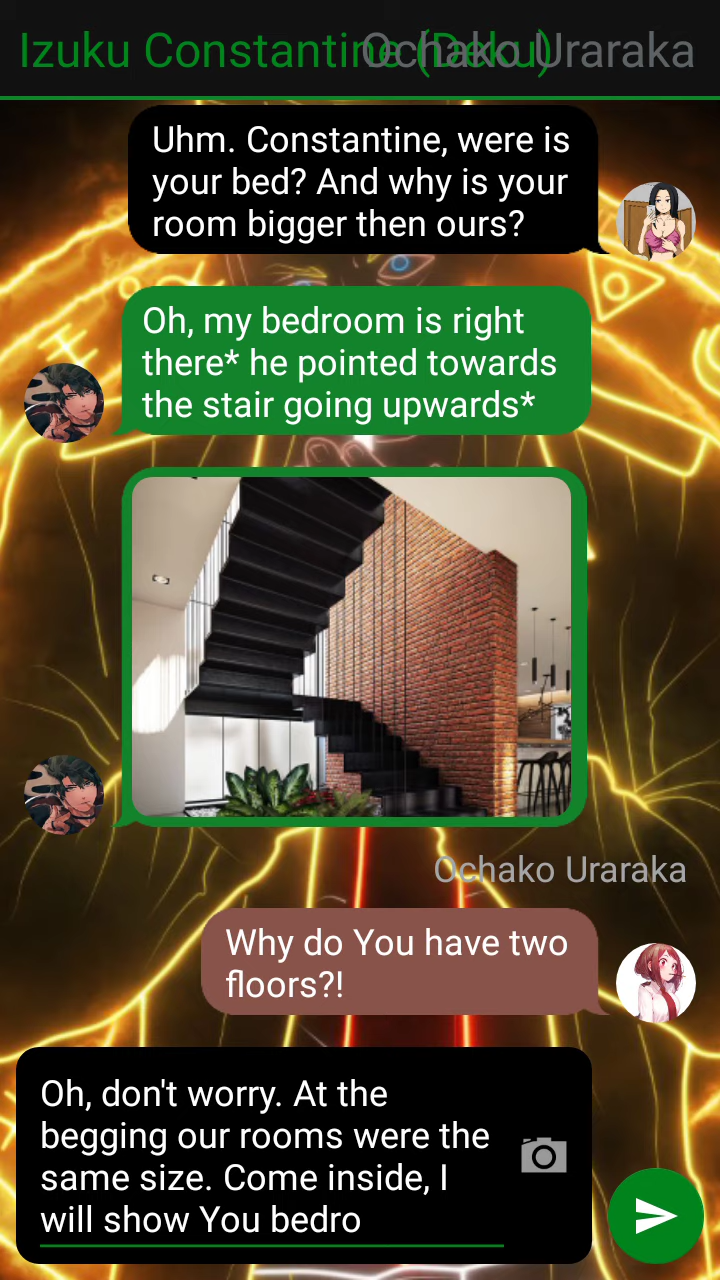 Izuku Constantine (Deku) Ochako Uraraka
Uhm. Constantine, were is
your bed? And why is your
room bigger then ours?
Oh, my bedroom is right
there* he pointed towards
the stair going upwards*
Ochako Uraraka
Why do You have two
floors?!
Oh, don't worry. At the
begging our rooms were the
same size. Come inside, I
will show You bedro